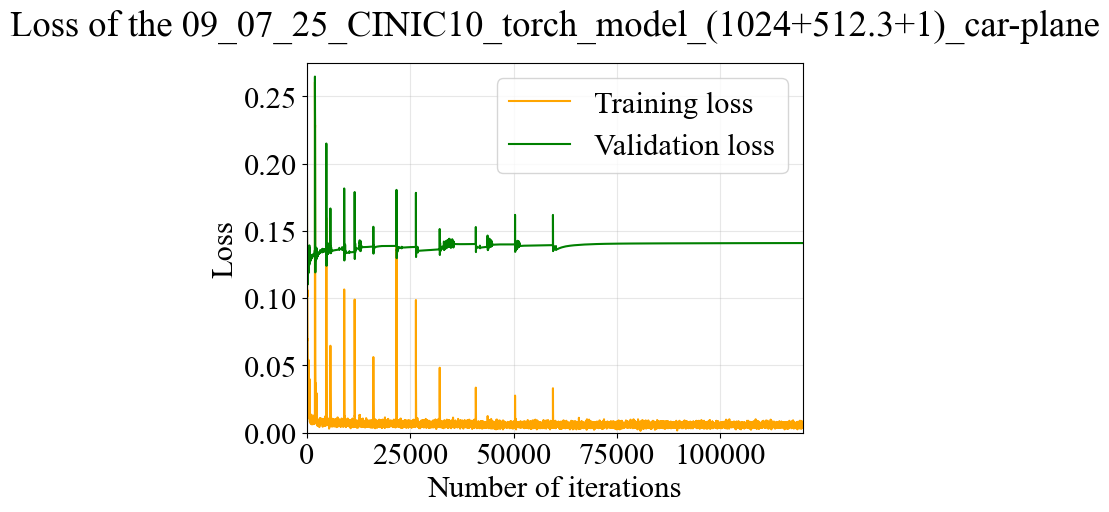 Loss of the 09_07_25_CINIC10_torch_model_(1024+512.3+1)_car-plane
Training loss
Validation loss
Loss
0.25
0.20
0.15
0.10
0.05
0.00
0 25000 50000 75000 100000
Number of iterations